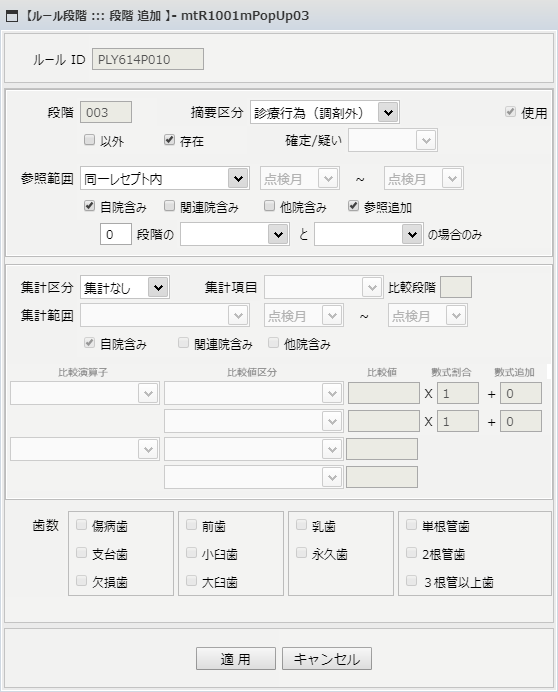 【ルール段階 ::: 段階 追加 】- mtR1001mPopUp03
ルール ID PLY614P010
段階 003 摘要区分 診療行為（調剤外） 使用
以外 存在 確定/疑い
参照範囲 同一レセプト内 点検月 ~ 点検月
自院含み 関連院含み 他院含み 参照追加
0 段階の と の場合のみ
集計区分 集計なし 集計項目 比較段階
集計範囲 点検月 ~ 点検月
自院含み 関連院含み 他院含み
比較演算子 比較値区分 比較値 數式割合 數式追加
X 1 + 0
X 1 + 0
歯数 傷病歯 前歯 乳歯 単根管歯
支台歯 小臼歯 永久歯 2根管歯
欠損歯 大臼歯 ３根管以上歯
適 用 キャンセル